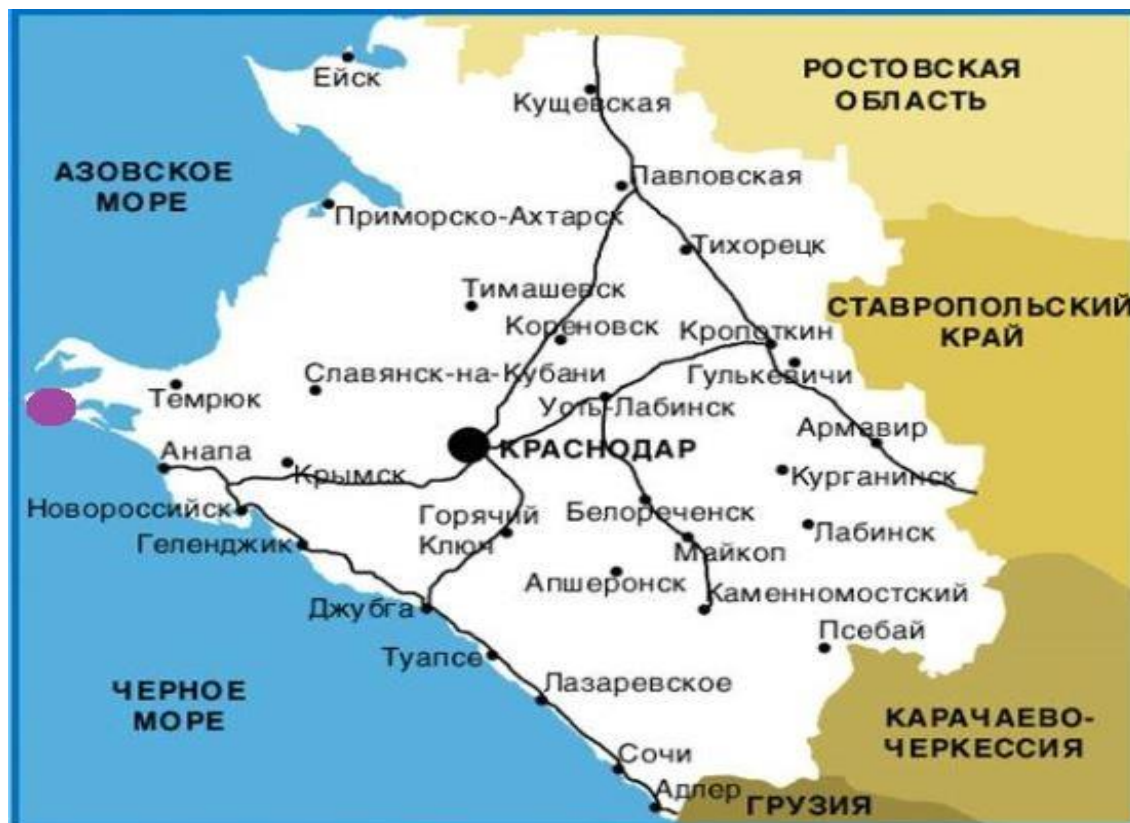 Ейск
РОСТОВСКАЯ
ОБЛАСТЬ
Кущевская
АЗОВСКОЕ
МОРЕ
Павловская
Приморско-Ахтарск
Тихорецк
Тимашевск
СТАВРОПОЛЬСКИЙ
КРАЙ
Кореновск
Кропоткин
Славянск-на-Кубани
Гулькевичи
Темрюк
Усть-Лабинск
Армавир
Анапа
КРАСНОДАР
Крымск
Курганинск
Новороссийск
Горячий
Ключ
Белореченск
Лабинск
Геленджик
Майкоп
Апшеронск
Каменномостский
Джубга
Псебай
Туапсе
ЧЕРНОЕ
МОРЕ
Лазаревское
КАРАЧАЕВО-
ЧЕРКЕССИЯ
Сочи
Адлер
ГРУЗИЯ